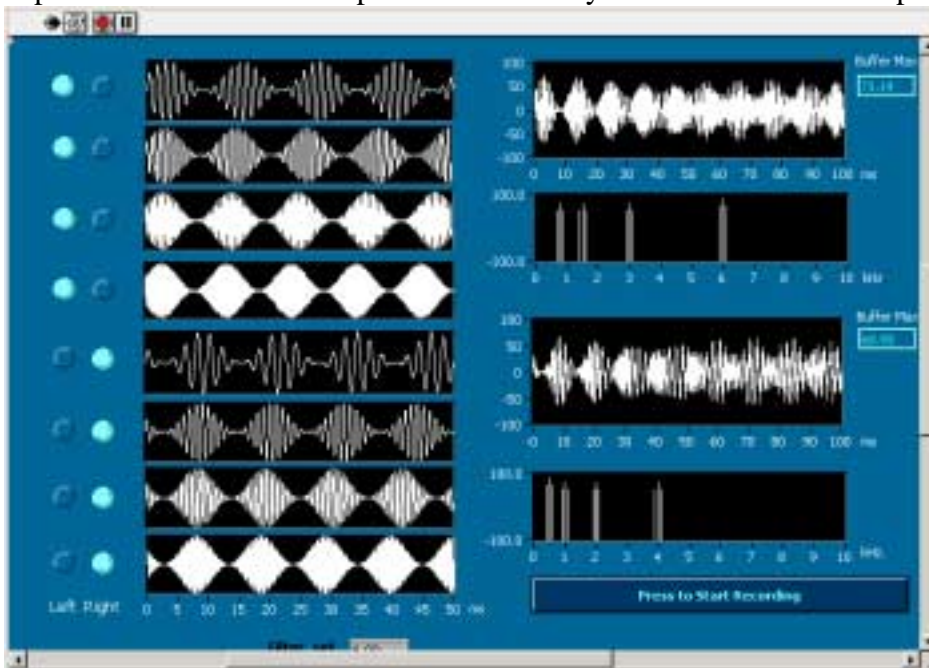 100
50
0
-50
-100
0 10 20 30 40 50 60 70 80 90 100 ms
Buffer Max
100.0
-100.0
0 1 2 3 4 5 6 7 8 9 10 kHz
100
50
0
-50
-100
0 10 20 30 40 50 60 70 80 90 100 ms
Buffer Max
100.0
-100.0
0 1 2 3 4 5 6 7 8 9 10 kHz
Left Right 0 5 10 15 20 25 30 35 40 45 50 ms
Press to Start Recording